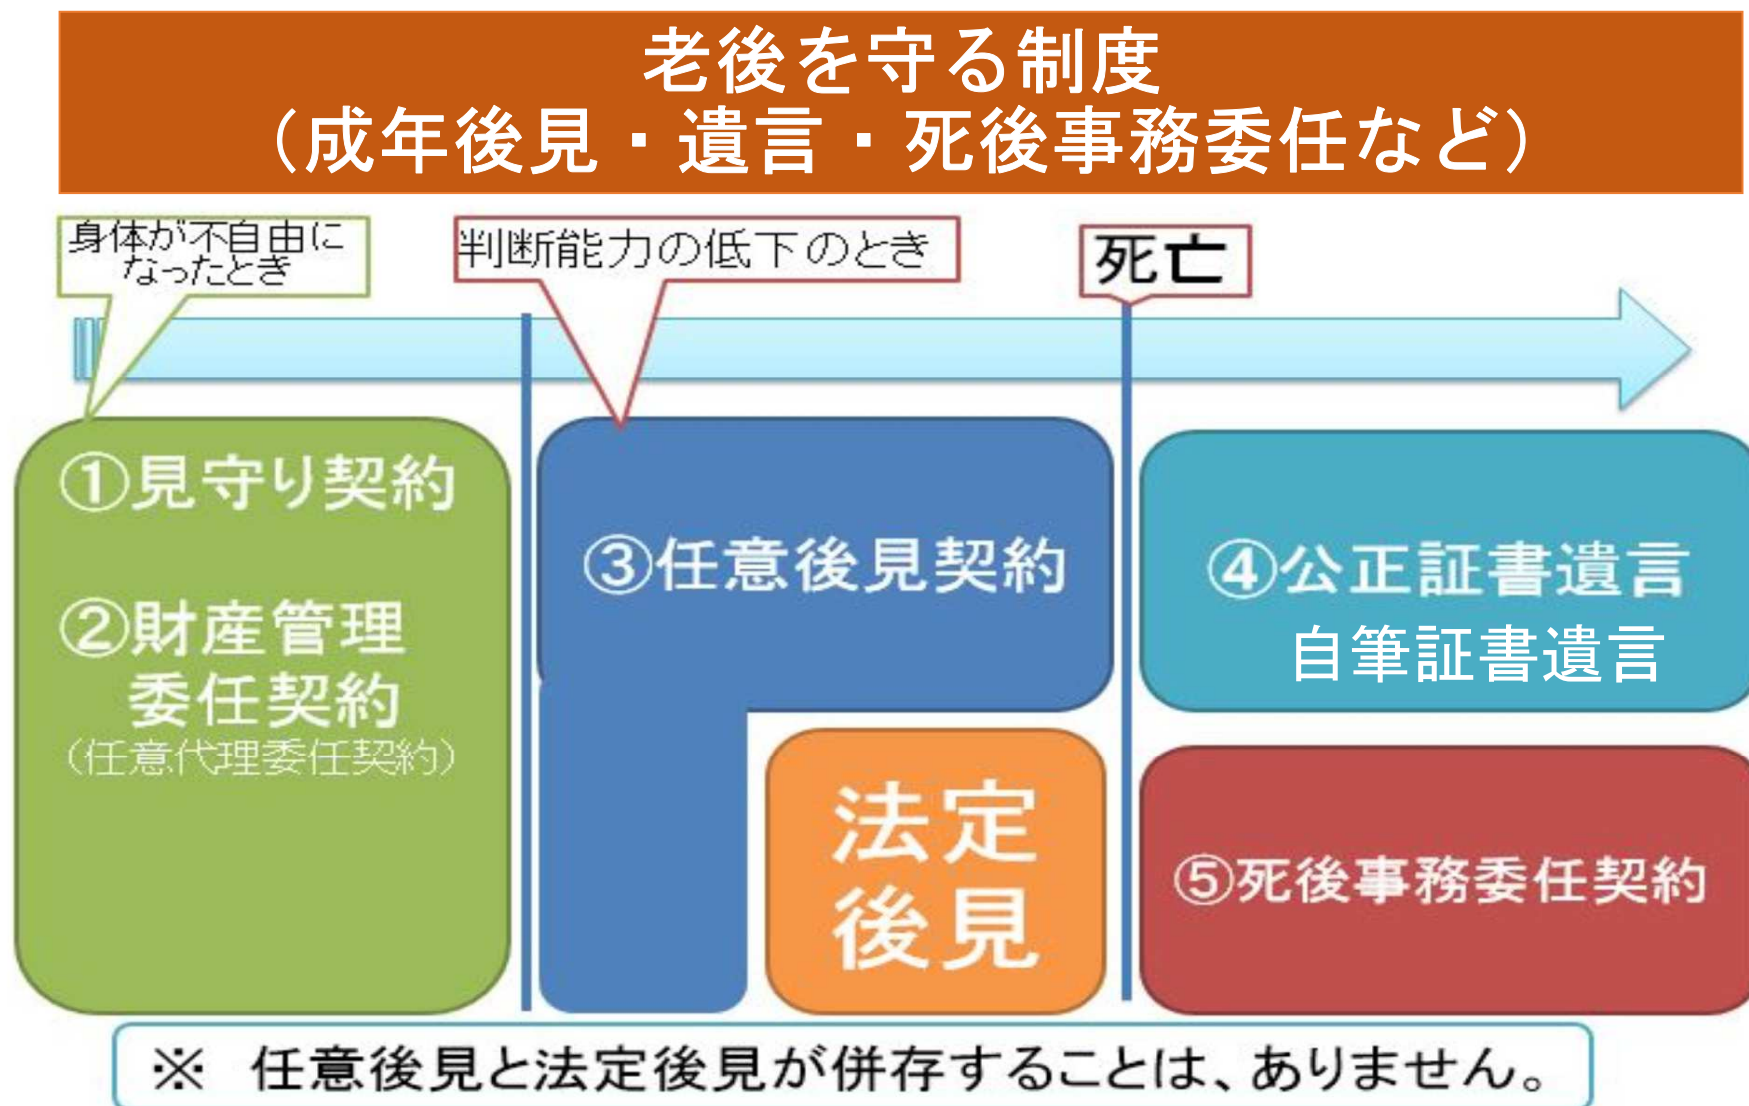 老後を守る制度
（成年後見・遺言・死後事務委任など）
身体が不自由に
なったとき
判断能力の低下のとき
死亡
①見守り契約
②財産管理
委任契約
（任意代理委任契約）
③任意後見契約
法定
後見
④公正証書遺言
自筆証書遺言
⑤死後事務委任契約
※　任意後見と法定後見が併存することは、ありません。